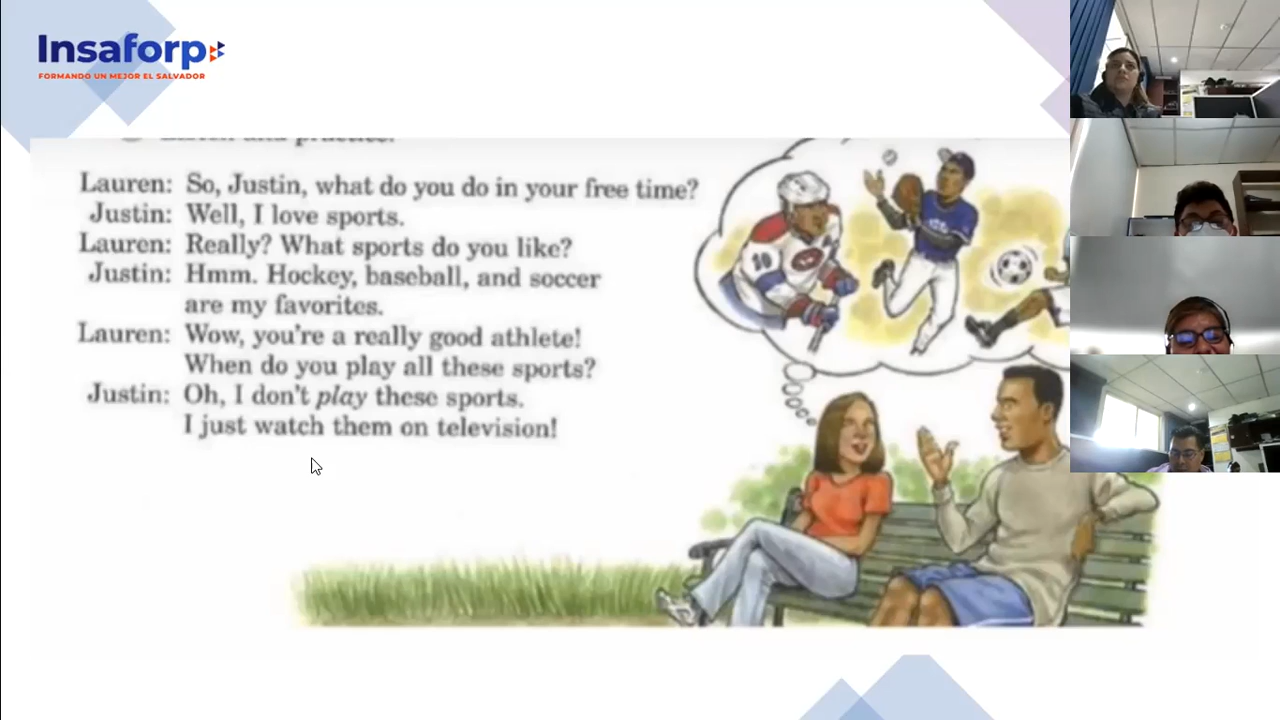 Insaforp
FORMANDO UN MEJOR EL SALVADOR
Listen and practice.
Lauren: So, Justin, what do you do in your free time?
Justin: Well, I love sports.
Lauren: Really? What sports do you like?
Justin: Hmm. Hockey, baseball, and soccer
are my favorites.
Lauren: Wow, you're a really good athlete!
When do you play all these sports?
Justin: Oh, I don't play these sports.
I just watch them on television!
10